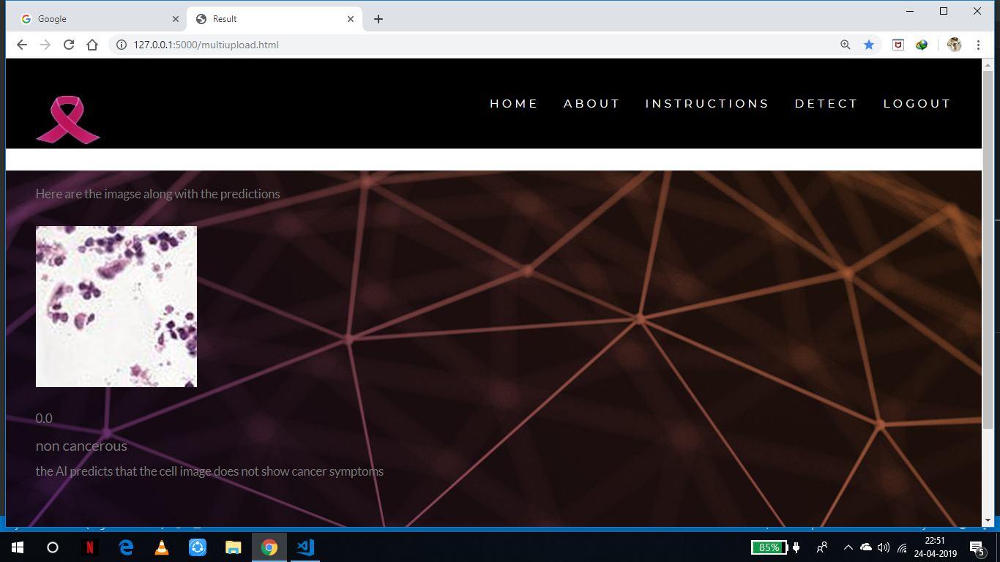 Google
Result
127.0.0.1:5000/multiupload.html
HOME ABOUT INSTRUCTIONS DETECT LOGOUT
Here are the imagse along with the predictions
0.0
non cancerous
the AI predicts that the cell image does not show cancer symptoms
85%
22:51
24-04-2019
5